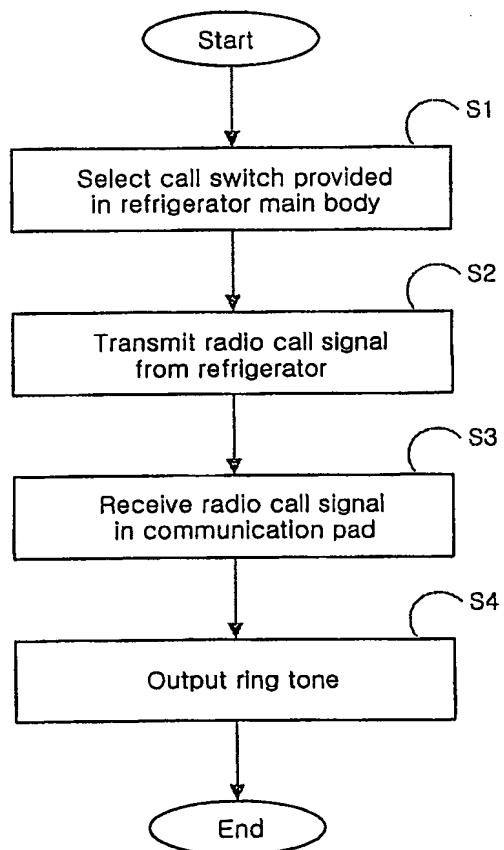 Start
S1
Select call switch provided
in refrigerator main body
S2
Transmit radio call signal
from refrigerator
S3
Receive radio call signal
in communication pad
S4
Output ring tone
End